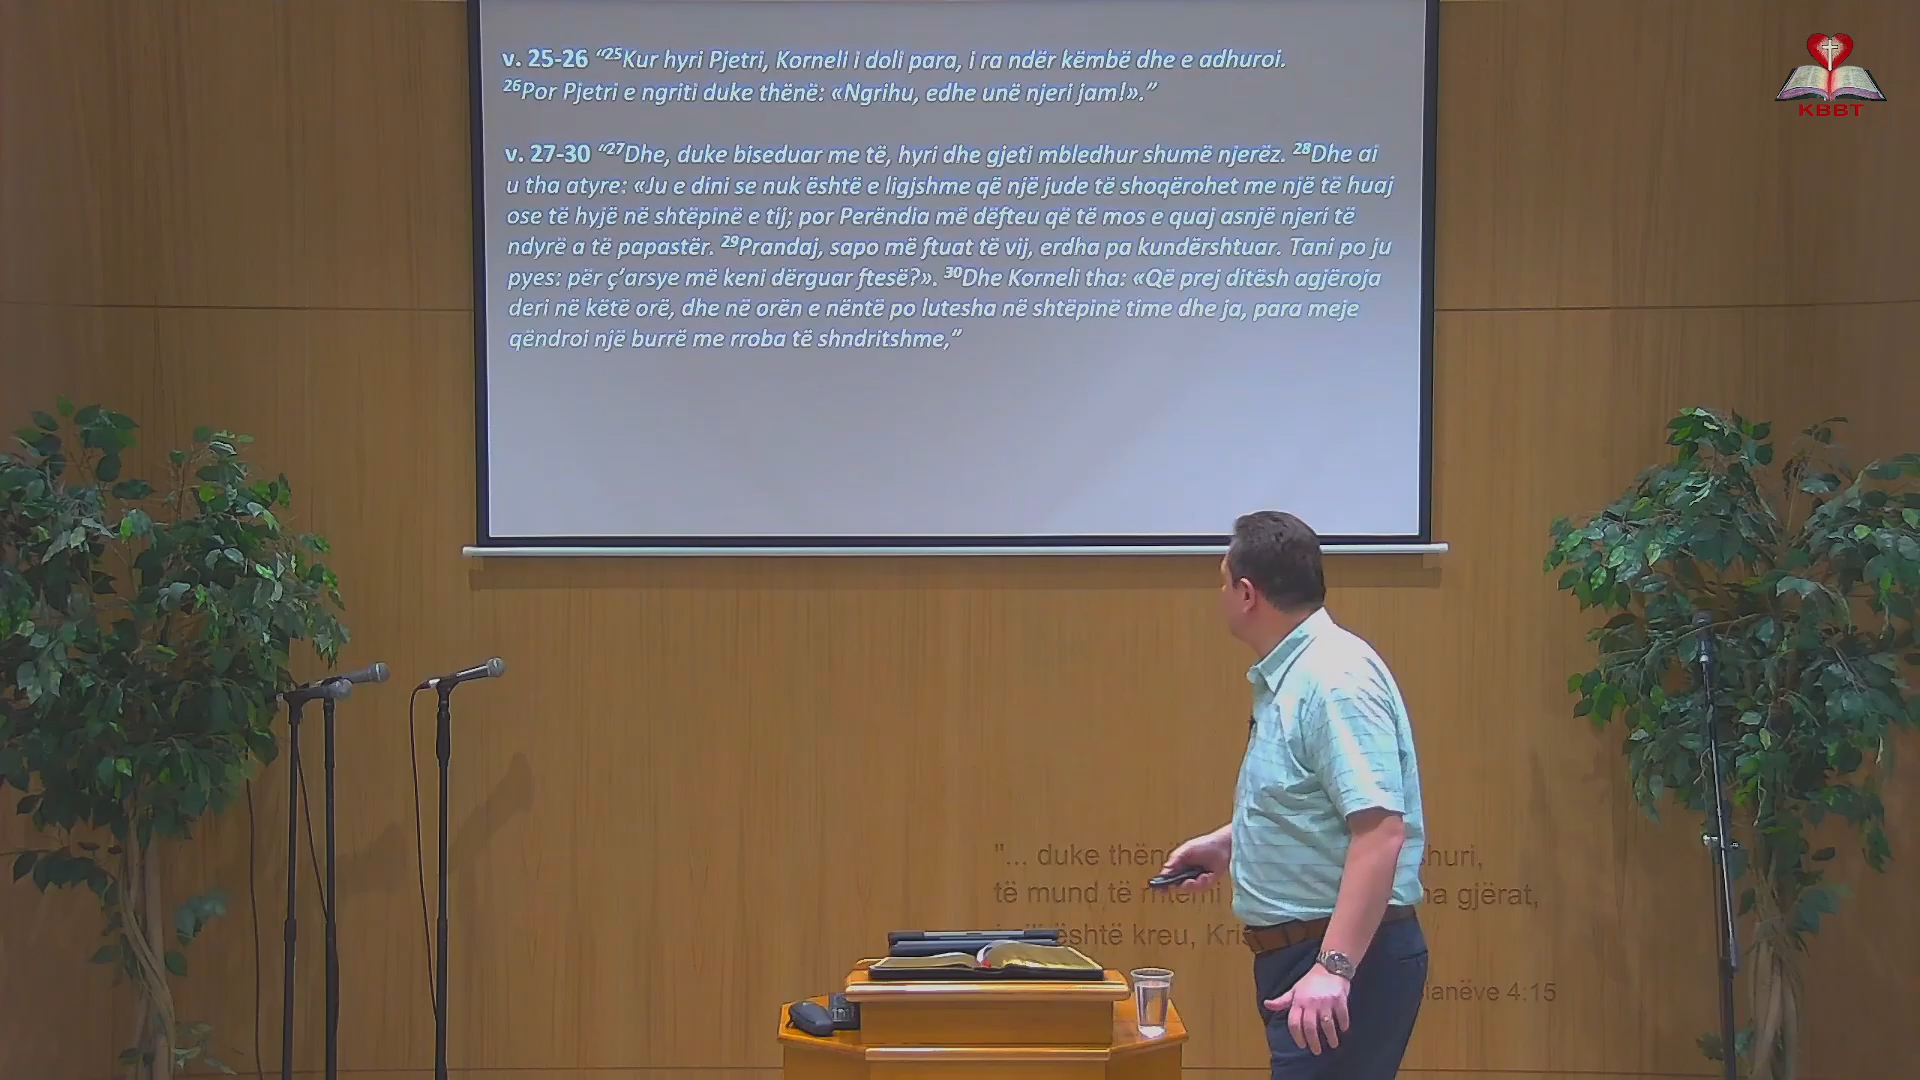 v. 25-26 “25Kur hyri Pjetri, Korneli i doli para, i ra ndër këmbë dhe e adhuroi.
26Por Pjetri e ngriti duke thënë: «Ngrihu, edhe unë njeri jam!».”
v. 27-30 “27Dhe, duke biseduar me të, hyri dhe gjeti mbledhur shumë njerëz. 28Dhe ai
u tha atyre: «Ju e dini se nuk është e ligjshme që një jude të shoqërohet me një të huaj
ose të hyjë në shtëpinë e tij; por Perëndia më dëfteu që të mos e quaj asnjë njeri të
ndyrë a të papastër. 29Prandaj, sapo më ftuat të vij, erdha pa kundërshtuar. Tani po ju
pyes: për ç’arsye më keni dërguar ftesë?». 30Dhe Korneli tha: «Që prej ditësh agjëroja
deri në këtë orë, dhe në orën e nëntë po lutesha në shtëpinë time dhe ja, para meje
qëndroi një burrë me rroba të shndritshme,”
KBBT
"... duke thënë
të mund të gjërat,
është kreu,
4:15